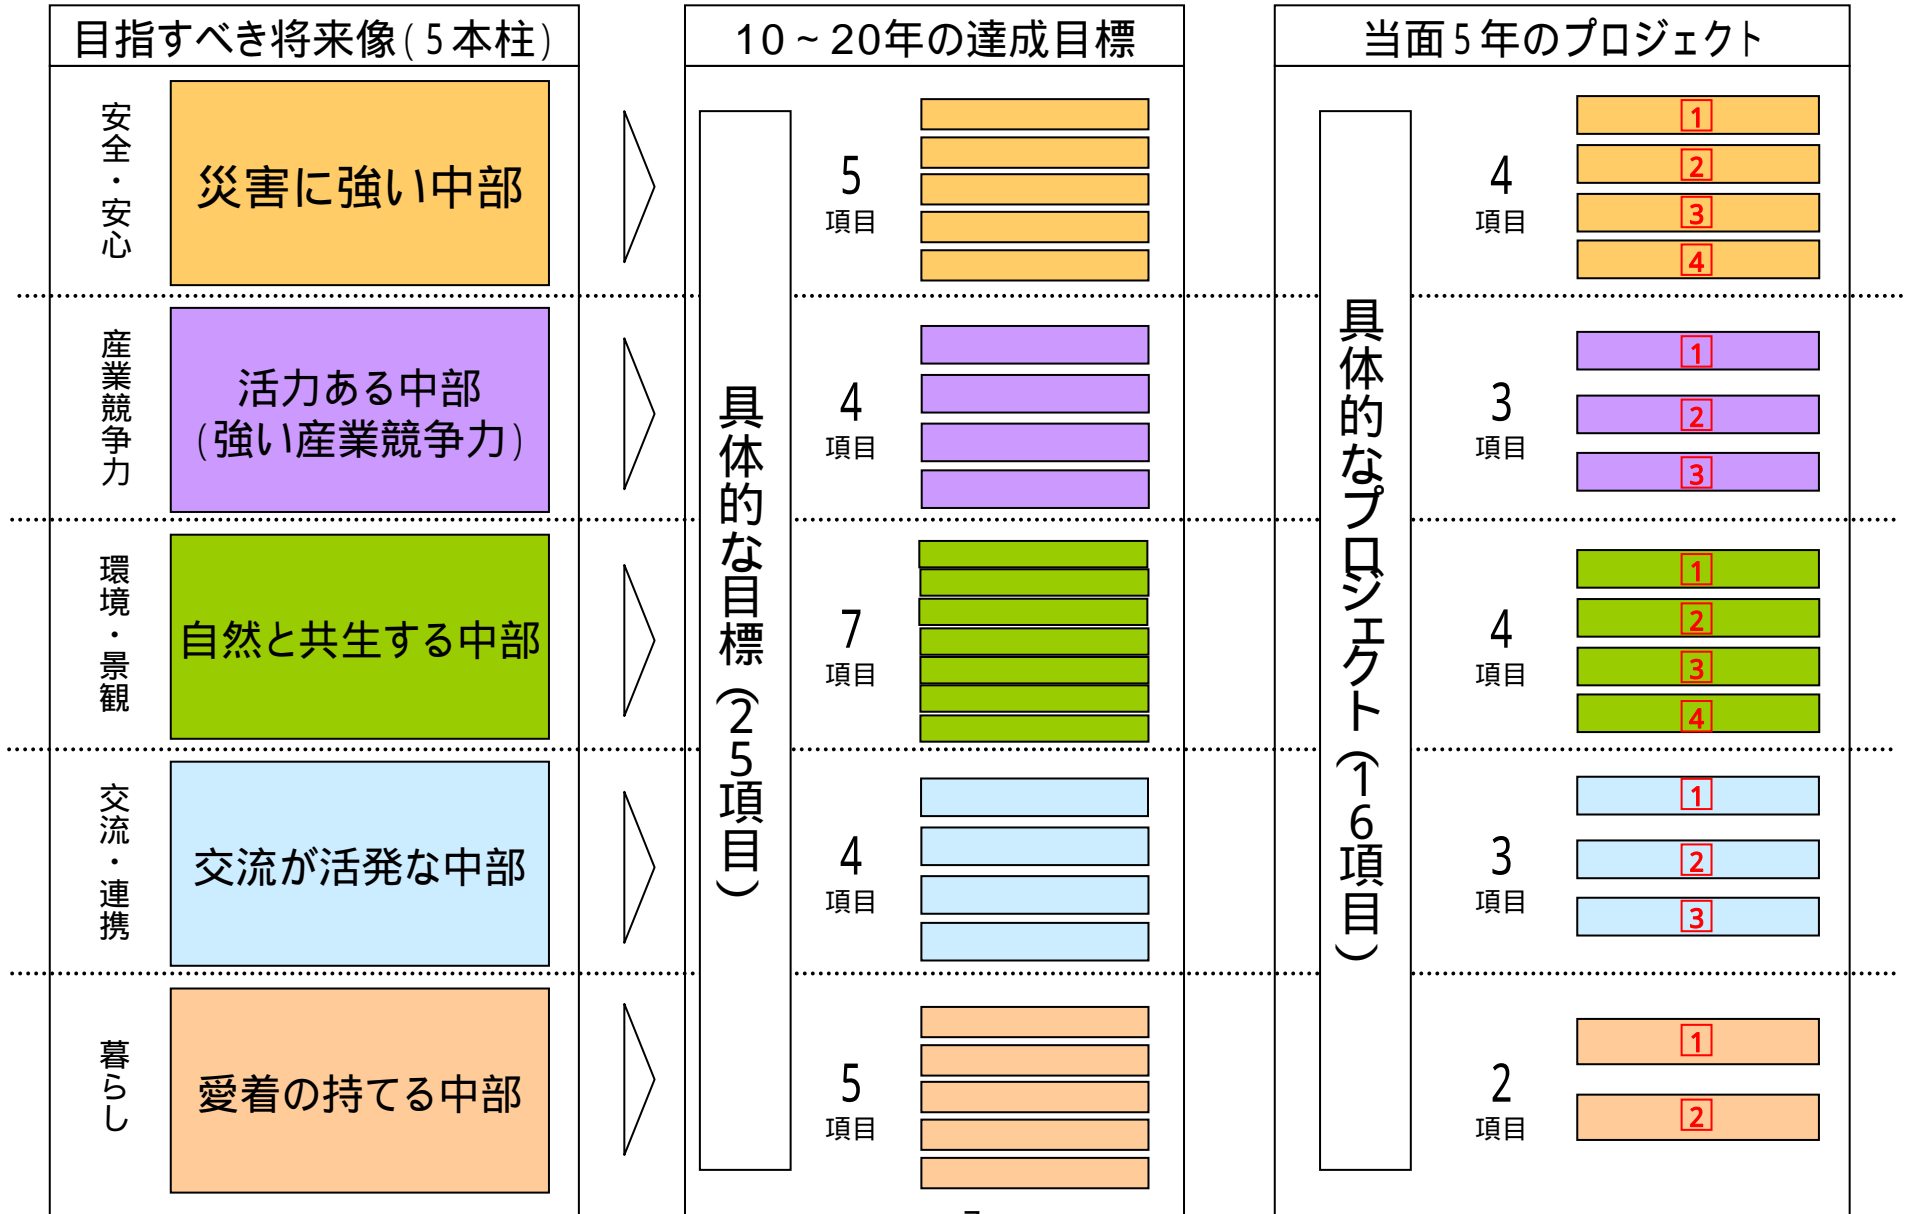 目指すべき将来像(5本柱)
10~20年の達成目標
当面5年のプロジェクト
安全・安心
災害に強い中部
5
項目
4
項目
1
2
3
4
産業競争力
活力ある中部
(強い産業競争力)
4
項目
3
項目
1
2
3
具体的な目標(25項目)
具体的なプロジェクト(16項目)
環境・景観
自然と共生する中部
7
項目
4
項目
1
2
3
4
交流・連携
交流が活発な中部
4
項目
3
項目
1
2
3
暮らし
愛着の持てる中部
5
項目
2
項目
1
2